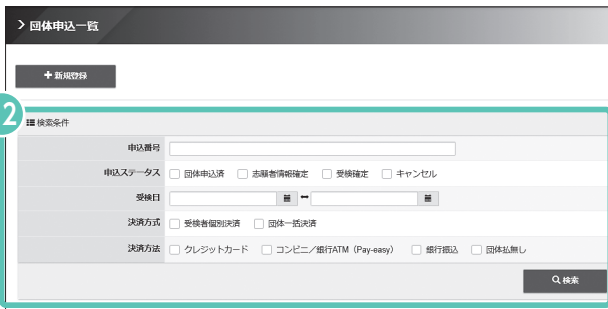 団体申込一覧
+ 新規登録
2
検索条件
申込番号
申込ステータス 団体申込済 志願者情報確定 受検確定 キャンセル
受検日
決済方式 受検者個別決済 団体一括決済
決済方法 クレジットカード コンビニ／銀行ATM（Pay-easy） 銀行振込 団体払無し
検索